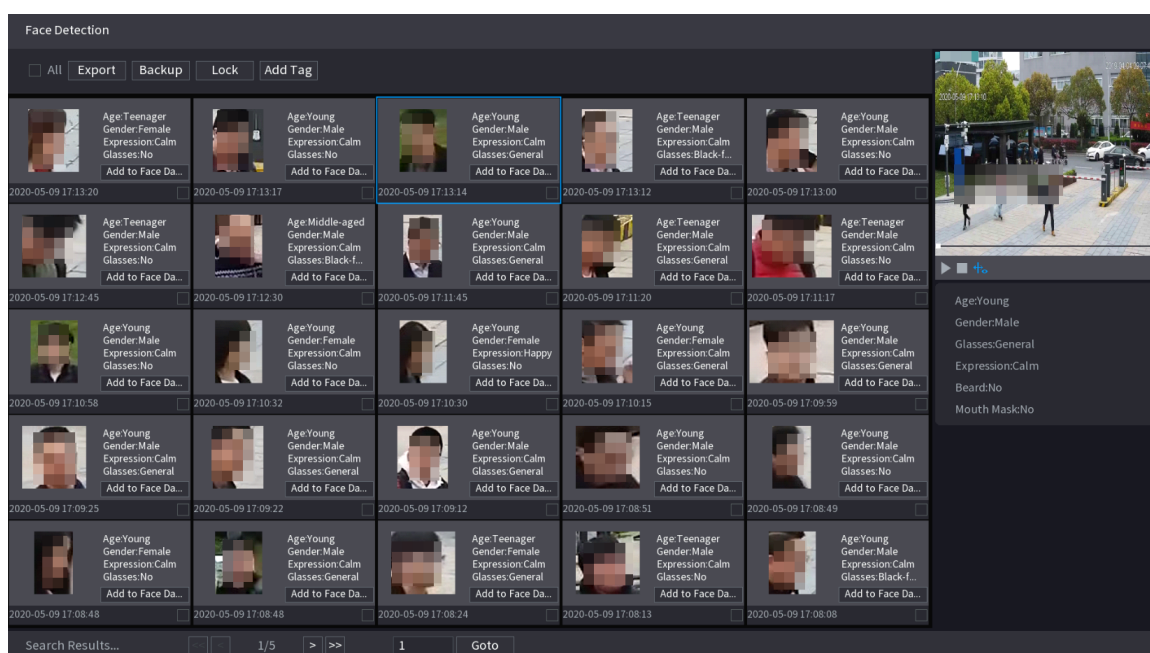 Face Detection
All Export Backup Lock Add Tag
Age:Teenager
Gender:Female
Expression:Calm
Glasses:No
Add to Face Da...
2020-05-09 17:13:20
Age:Young
Gender:Male
Expression:Calm
Glasses:No
Add to Face Da...
2020-05-09 17:13:17
Age:Young
Gender:Male
Expression:Calm
Glasses:General
Add to Face Da...
2020-05-09 17:13:14
Age:Teenager
Gender:Male
Expression:Calm
Glasses:Black-f...
Add to Face Da...
2020-05-09 17:13:12
Age:Young
Gender:Male
Expression:Calm
Glasses:No
Add to Face Da...
2020-05-09 17:13:00
Age:Teenager
Gender:Male
Expression:Calm
Glasses:No
Add to Face Da...
2020-05-09 17:12:45
Age:Middle-aged
Gender:Male
Expression:Calm
Glasses:Black-f...
Add to Face Da...
2020-05-09 17:12:30
Age:Young
Gender:Male
Expression:Calm
Glasses:General
Add to Face Da...
2020-05-09 17:11:45
Age:Teenager
Gender:Male
Expression:Calm
Glasses:General
Add to Face Da...
2020-05-09 17:11:20
Age:Teenager
Gender:Male
Expression:Calm
Glasses:No
Add to Face Da...
2020-05-09 17:11:17
Age:Young
Gender:Male
Expression:Calm
Glasses:No
Add to Face Da...
2020-05-09 17:10:58
Age:Young
Gender:Female
Expression:Calm
Glasses:No
Add to Face Da...
2020-05-09 17:10:32
Age:Young
Gender:Female
Expression:Happy
Glasses:No
Add to Face Da...
2020-05-09 17:10:30
Age:Young
Gender:Female
Expression:Calm
Glasses:General
Add to Face Da...
2020-05-09 17:10:15
Age:Young
Gender:Male
Expression:Calm
Glasses:General
Add to Face Da...
2020-05-09 17:09:59
Age:Young
Gender:Male
Expression:Calm
Glasses:General
Add to Face Da...
2020-05-09 17:09:25
Age:Young
Gender:Male
Expression:Calm
Glasses:General
Add to Face Da...
2020-05-09 17:09:22
Age:Young
Gender:Male
Expression:Calm
Glasses:General
Add to Face Da...
2020-05-09 17:09:12
Age:Young
Gender:Male
Expression:Calm
Glasses:No
Add to Face Da...
2020-05-09 17:08:51
Age:Young
Gender:Male
Expression:Calm
Glasses:No
Add to Face Da...
2020-05-09 17:08:49
Age:Young
Gender:Female
Expression:Calm
Glasses:No
Add to Face Da...
2020-05-09 17:08:48
Age:Young
Gender:Male
Expression:Calm
Glasses:General
Add to Face Da...
2020-05-09 17:08:48
Age:Teenager
Gender:Female
Expression:Calm
Glasses:General
Add to Face Da...
2020-05-09 17:08:24
Age:Teenager
Gender:Male
Expression:Calm
Glasses:No
Add to Face Da...
2020-05-09 17:08:13
Age:Young
Gender:Male
Expression:Calm
Glasses:Black-f...
Add to Face Da...
2020-05-09 17:08:08
Age:Young
Gender:Male
Glasses:General
Expression:Calm
Beard:No
Mouth Mask:No
Search Results... << < 1/5 > >> 1 Goto